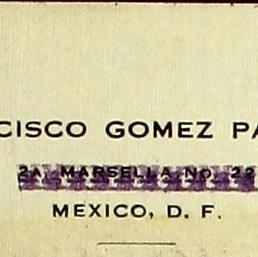 CISCO GOMEZ PA
2A. MARSELLA NO. 22
MEXICO, D. F.